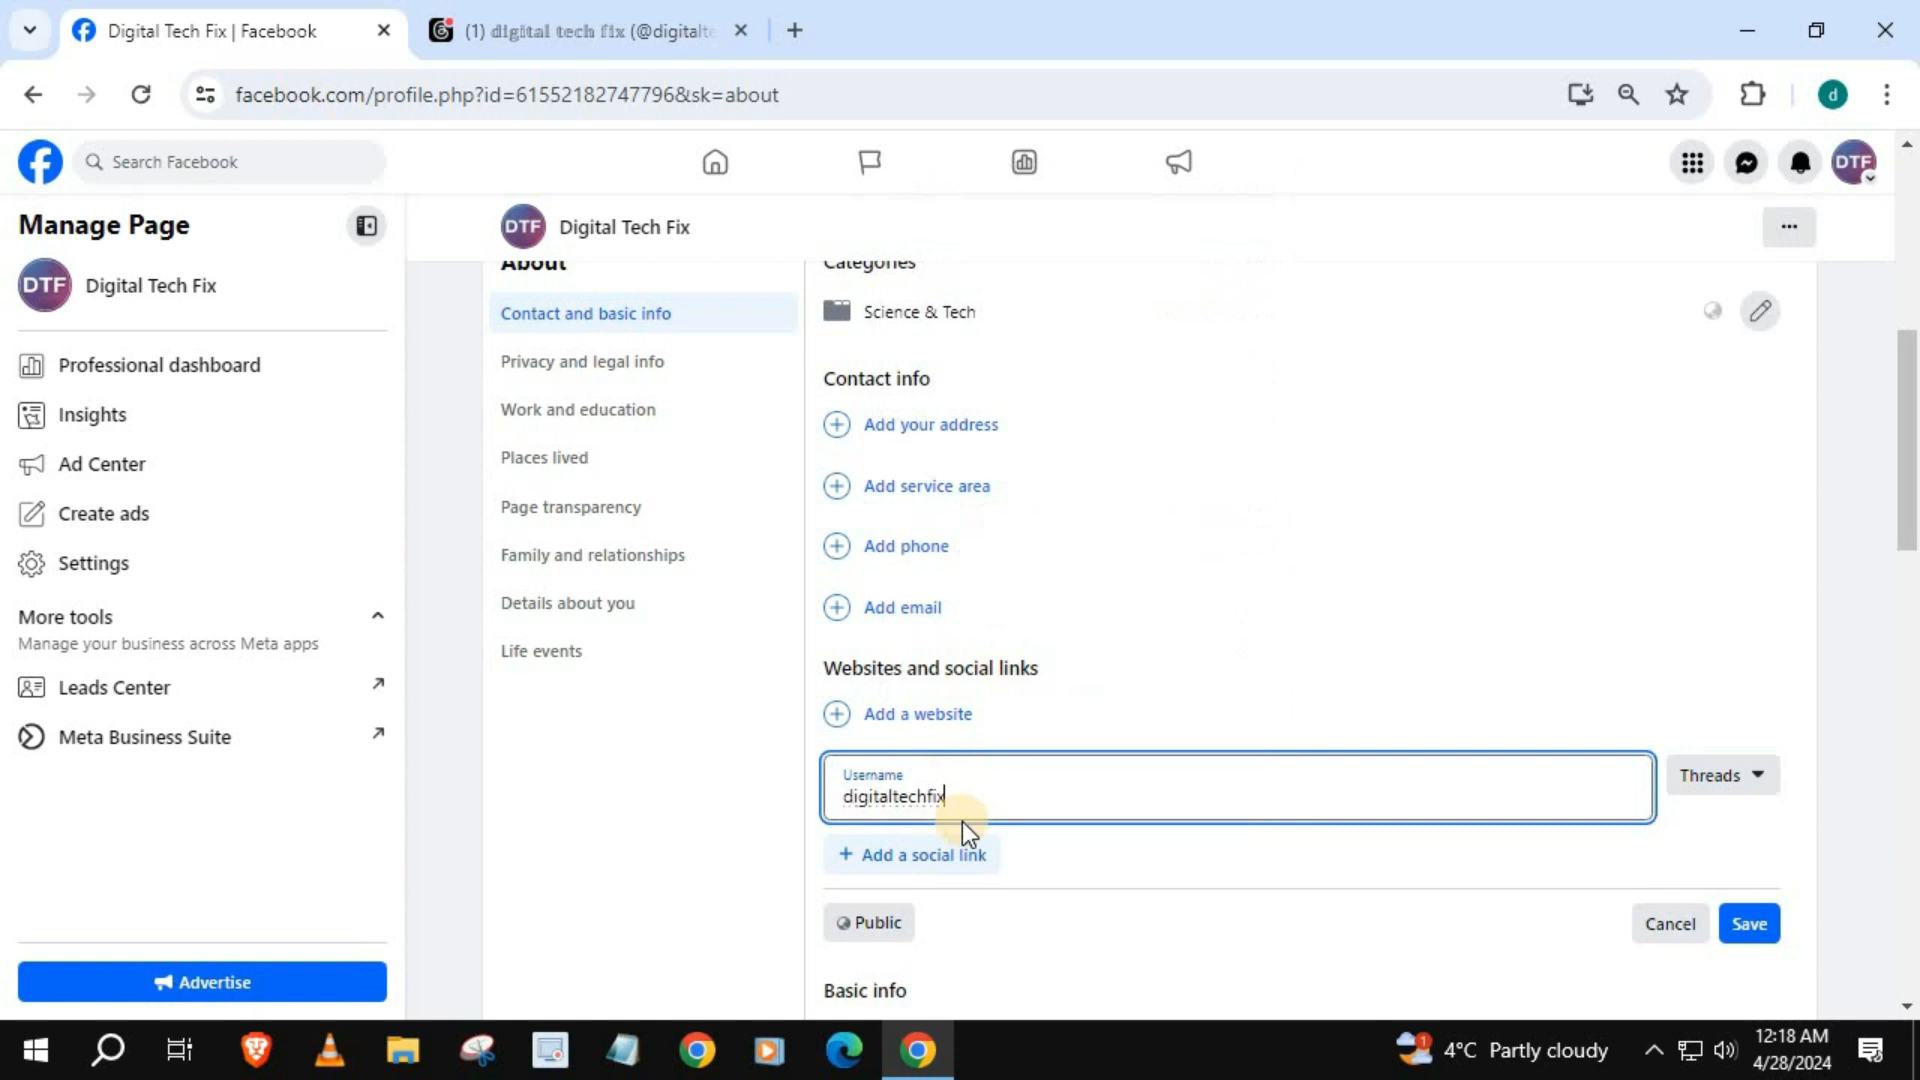 Digital Tech Fix | Facebook
(1) digital tech fix (@digitalte
facebook.com/profile.php?id=61552182747796&sk=about
d
Search Facebook
DTF
Manage Page
DTF Digital Tech Fix
...
DTF Digital Tech Fix
Professional dashboard
Insights
Ad Center
Create ads
Settings
More tools
Manage your business across Meta apps
Leads Center
Meta Business Suite
Advertise
About
Contact and basic info
Privacy and legal info
Work and education
Places lived
Page transparency
Family and relationships
Details about you
Life events
Categories
Science & Tech
Contact info
Add your address
Add service area
Add phone
Add email
Websites and social links
Add a website
Username
digitaltechfix
Threads
+ Add a social link
Public
Cancel
Save
Basic info
1
4°C Partly cloudy
12:18 AM
4/28/2024